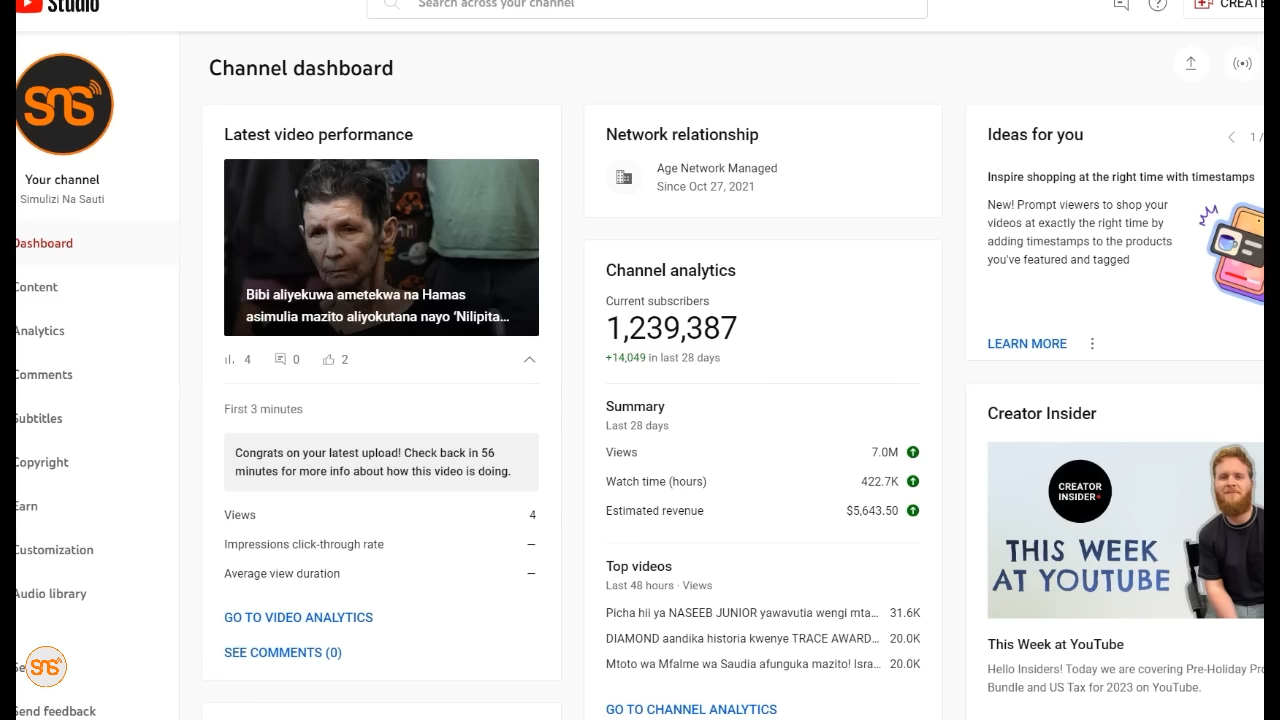 Studio
Search across your channel
CREATE
SNS
Your channel
Simulizi Na Sauti
Dashboard
Content
Analytics
Comments
Subtitles
Copyright
Earn
Customization
Audio library
Se
SNS
Send feedback
Channel dashboard
Latest video performance
Bibi aliyekuwa ametekwa na Hamas
asimulia mazito aliyokutana nayo ‘Nilipita...
4 0 2
First 3 minutes
Congrats on your latest upload! Check back in 56
minutes for more info about how this video is doing.
Views 4
Impressions click-through rate –
Average view duration –
GO TO VIDEO ANALYTICS
SEE COMMENTS (0)
Network relationship
Age Network Managed
Since Oct 27, 2021
Channel analytics
Current subscribers
1,239,387
+14,049 in last 28 days
Summary
Last 28 days
Views 7.0M
Watch time (hours) 422.7K
Estimated revenue $5,643.50
Top videos
Last 48 hours · Views
Picha hii ya NASEEB JUNIOR yawavutia wengi mta... 31.6K
DIAMOND aandika historia kwenye TRACE AWARD... 20.0K
Mtoto wa Mfalme wa Saudia afunguka mazito! Isra... 20.0K
GO TO CHANNEL ANALYTICS
Ideas for you
1 /
Inspire shopping at the right time with timestamps
New! Prompt viewers to shop your
videos at exactly the right time by
adding timestamps to the products
you've featured and tagged
LEARN MORE
Creator Insider
CREATOR
INSIDER
THIS WEEK
AT YOUTUBE
This Week at YouTube
Hello Insiders! Today we are covering Pre-Holiday Pro
Bundle and US Tax for 2023 on YouTube.